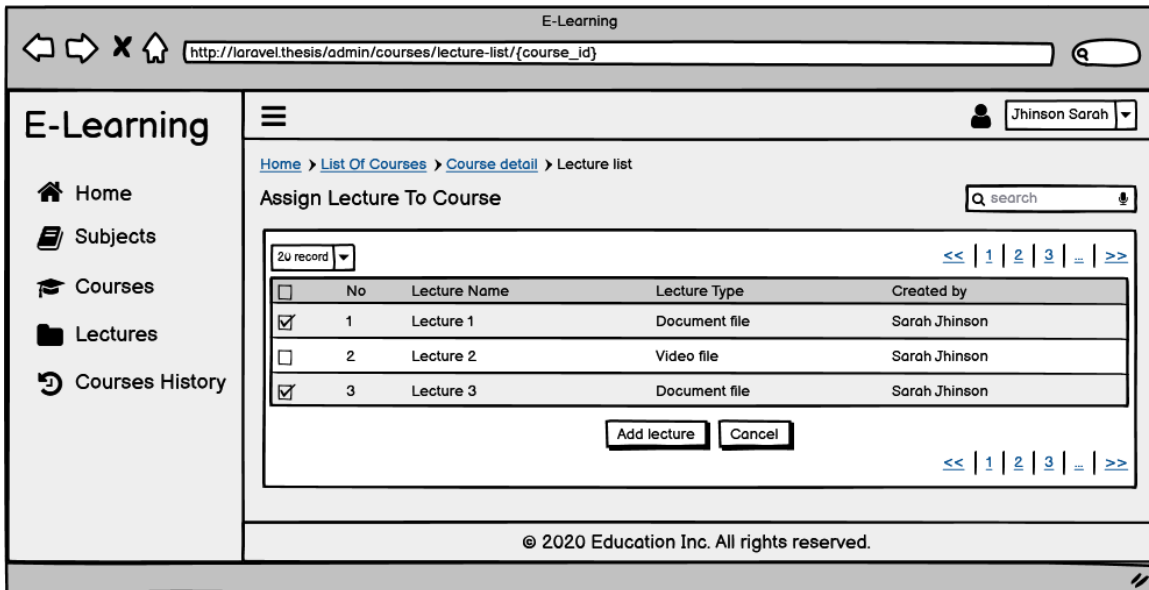 E-Learning
http://laravel.thesis/admin/courses/lecture-list/{course_id}
E-Learning
Jhinson Sarah
Home
Subjects
Courses
Lectures
Courses History
Home List Of Courses Course detail Lecture list
Assign Lecture To Course
search
20 record
<< 1 2 3 ... >>
No Lecture Name Lecture Type Created by
1 Lecture 1 Document file Sarah Jhinson
2 Lecture 2 Video file Sarah Jhinson
3 Lecture 3 Document file Sarah Jhinson
Add lecture Cancel
<< 1 2 3 ... >>
© 2020 Education Inc. All rights reserved.